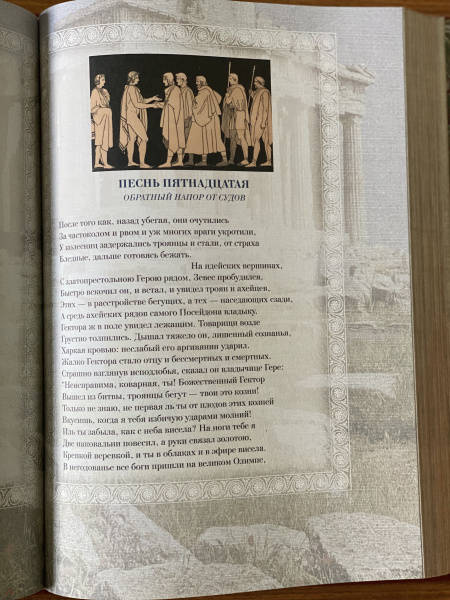 ПЕСНЬ ПЯТНАДЦАТАЯ
ОБРАТНЫЙ НАПОР ОТ СУДОВ
После того как, назад убегая, они очутились
За частоколом и рвом и уж многих враги укротили,
У колесниц задержались троянцы и стали, от страха
Бледные, дальше готовясь бежать.
На идейских вершинах,
С златопрестольною Герою рядом, Зевес пробудился,
Быстро вскочил он, и встал, и увидел троян и ахейцев,
Этих — в расстройстве бегущих, а тех — наседающих сзади,
А средь ахейских рядов самого Посейдона владыку.
Гектора ж в поле увидел лежащим. Товарищи возле
Грустно толпились. Дышал тяжело он, лишенный сознанья,
Харкая кровью: неслабый его аргивянин ударил.
Жалко Гектора стало отцу и бессмертных и смертных.
Страшно взглянув исподлобья, сказал он владычице Гере:
"Неисправима, коварная, ты! Божественный Гектор
Вышел из битвы, троянцы бегут — твои это козни!
Только не знаю, не первая ль ты от плодов этих козней
Вкусишь, когда я тебя избичую ударами молний!
Иль ты забыла, как с неба висела? На ноги тебе я
Две наковальни повесил, а руки связал золотою,
Крепкой веревкой, и ты в облаках и в эфире висела.
В негодованье все боги пришли на великом Олимпе,